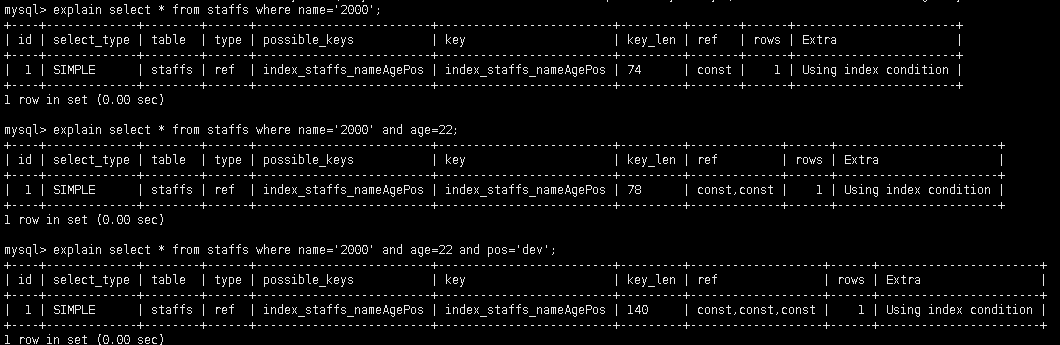 mysql> explain select * from staffs where name='2000';
+----+-------------+--------+------+-------------------------+-------------------------+---------+-------+------+-----------------------+
| id | select_type | table  | type | possible_keys           | key                     | key_len | ref   | rows | Extra                 |
+----+-------------+--------+------+-------------------------+-------------------------+---------+-------+------+-----------------------+
|  1 | SIMPLE      | staffs | ref  | index_staffs_nameAgePos | index_staffs_nameAgePos | 74      | const |    1 | Using index condition |
+----+-------------+--------+------+-------------------------+-------------------------+---------+-------+------+-----------------------+
1 row in set (0.00 sec)
mysql> explain select * from staffs where name='2000' and age=22;
+----+-------------+--------+------+-------------------------+-------------------------+---------+-------------+------+-----------------------+
| id | select_type | table  | type | possible_keys           | key                     | key_len | ref         | rows | Extra                 |
+----+-------------+--------+------+-------------------------+-------------------------+---------+-------------+------+-----------------------+
|  1 | SIMPLE      | staffs | ref  | index_staffs_nameAgePos | index_staffs_nameAgePos | 78      | const,const |    1 | Using index condition |
+----+-------------+--------+------+-------------------------+-------------------------+---------+-------------+------+-----------------------+
1 row in set (0.00 sec)
mysql> explain select * from staffs where name='2000' and age=22 and pos='dev';
+----+-------------+--------+------+-------------------------+-------------------------+---------+-------------------+------+-----------------------+
| id | select_type | table  | type | possible_keys           | key                     | key_len | ref               | rows | Extra                 |
+----+-------------+--------+------+-------------------------+-------------------------+---------+-------------------+------+-----------------------+
|  1 | SIMPLE      | staffs | ref  | index_staffs_nameAgePos | index_staffs_nameAgePos | 140     | const,const,const |    1 | Using index condition |
+----+-------------+--------+------+-------------------------+-------------------------+---------+-------------------+------+-----------------------+
1 row in set (0.00 sec)